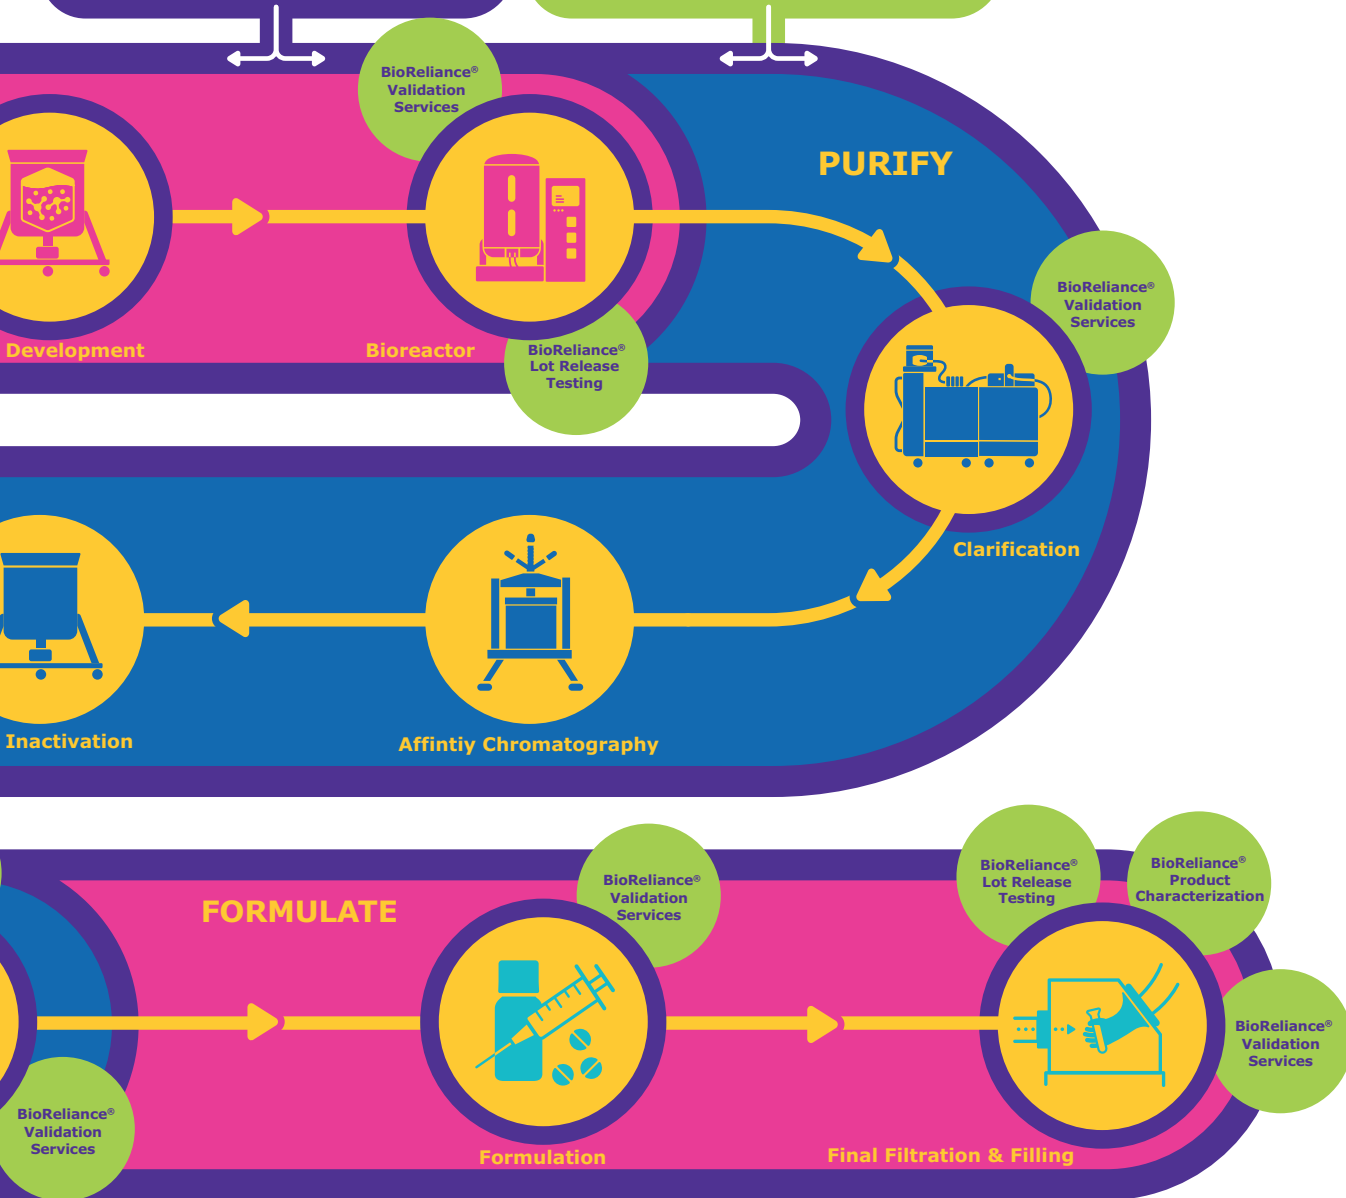 BioReliance®
Validation
Services
PURIFY
BioReliance®
Validation
Services
Development
Bioreactor
BioReliance®
Lot Release
Testing
Clarification
Inactivation
Affintiy Chromatography
BioReliance®
Lot Release
Testing
BioReliance®
Product
Characterization
BioReliance®
Validation
Services
FORMULATE
BioReliance®
Validation
Services
BioReliance®
Validation
Services
Formulation
Final Filtration & Filling